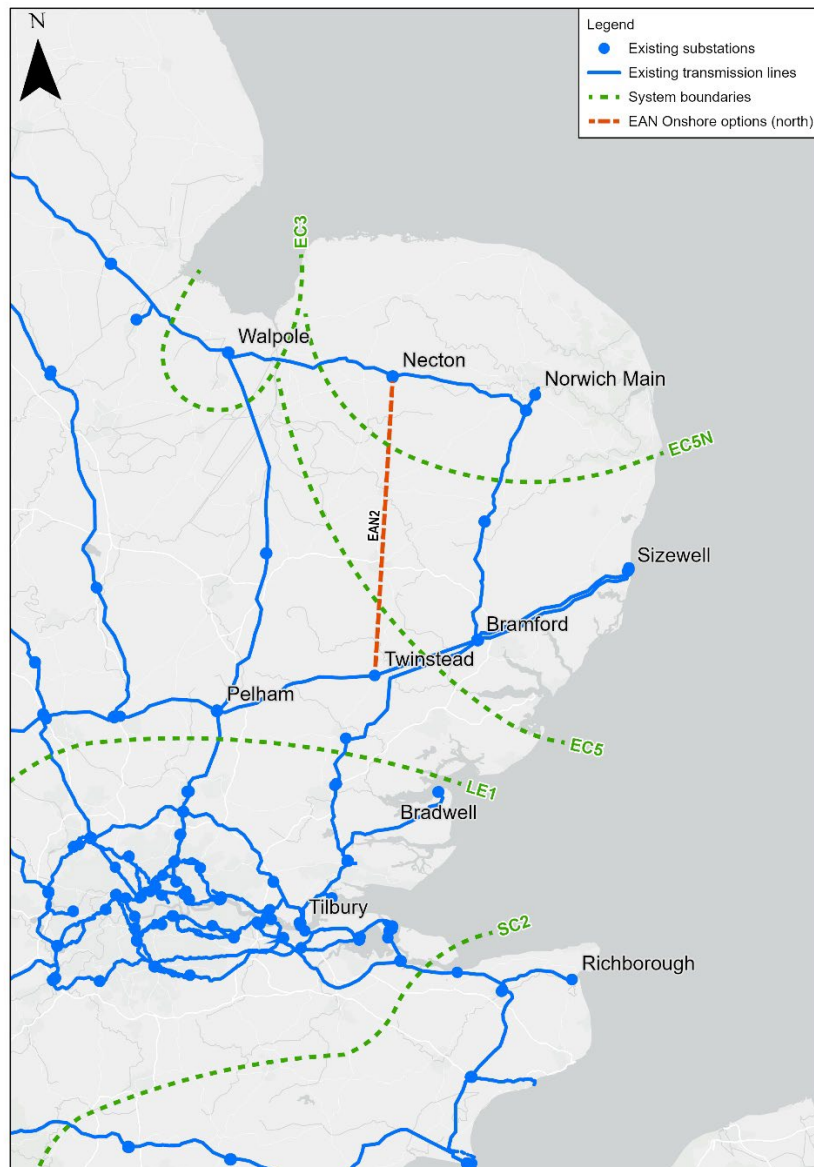 N
Legend
Existing substations
Existing transmission lines
System boundaries
EAN Onshore options (north)
EC3
Walpole
Necton
Norwich Main
EC5N
EAN2
Sizewell
Bramford
Twinstead
Pelham
EC5
LE1
Bradwell
Tilbury
SC2
Richborough